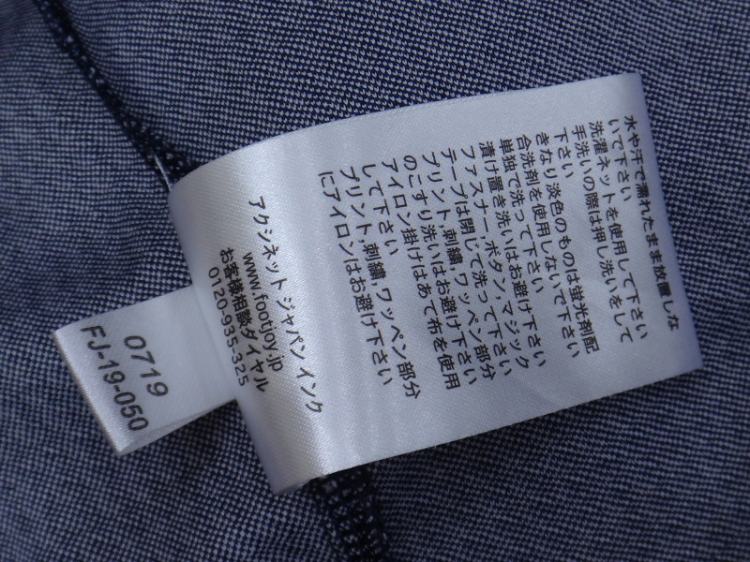 水や汗で濡れたまま放置しな
いで下さい
洗濯ネットを使用して下さい
手洗いの際は押し洗いをして
下さい
きなり淡色のものは蛍光剤配
合洗剤を使用しないで下さい
単独で洗って下さい
漬け置き洗いはお避け下さい
ファスナー,ボタン,マジック
テープは閉じて洗って下さい
プリント,刺繍,ワッペン部分
のこすり洗いはお避け下さい
アイロン掛けはあて布を使用
して下さい
プリント,刺繍,ワッペン部分
にアイロンはお避け下さい
アクシネットジャパンインク
www.footjoy.jp
お客様相談ダイヤル
0120-935-325
0719
FJ-19-050